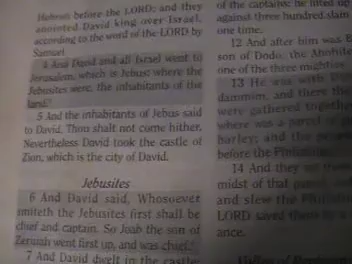 Hebron before the LORD; and they
anointed David king over Israel,
according to the word of the LORD by
Samuel.
4 And David and all Israel went to
Jerusalem, which is Jebus; where the
Jebusites were, the inhabitants of the
land.
5 And the inhabitants of Jebus said
to David, Thou shalt not come hither.
Nevertheless David took the castle of
Zion, which is the city of David.
Jebusites
6 And David said, Whosoever
smiteth the Jebusites first shall be
chief and captain. So Joab the son of
Zeruiah went first up, and was chief.
7 And David dwelt in the castle
of the captains: he lifted up
against three hundred slain
one time.
12 And after him was E
son of Dodo, the Ahohite
one of the three mighties
13 He was with
dammim, and there the
were gathered together
where was a parcel of
barley; and the
before the Philistine
14 And they
midst of that
and slew the
LORD saved them by a
ance.